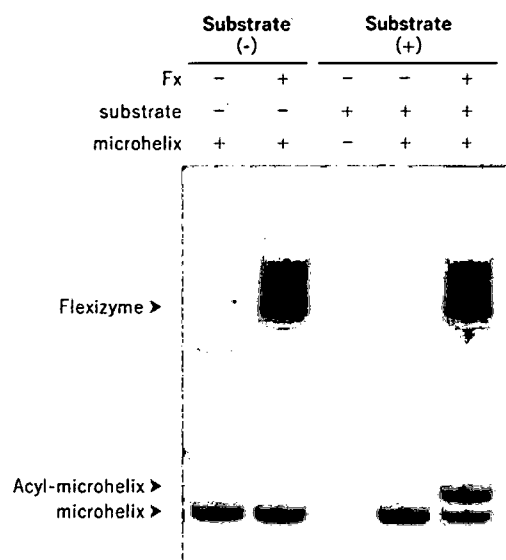 Substrate Substrate
(-) (+)
Fx - + - - +
substrate - - + + +
microhelix + + - + +
Flexizyme ➤
Acyl-microhelix ➤
microhelix ➤